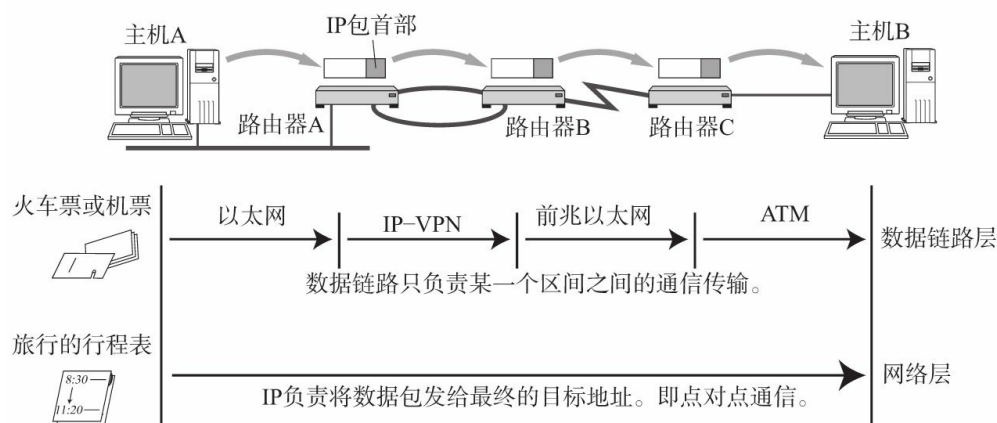 主机A
IP包首部
主机B
路由器A
路由器B
路由器C
火车票或机票
以太网
IP-VPN
前兆以太网
ATM
数据链路层
数据链路只负责某一个区间之间的通信传输。
旅行的行程表
8:30
11:20
网络层
IP负责将数据包发给最终的目标地址。即点对点通信。